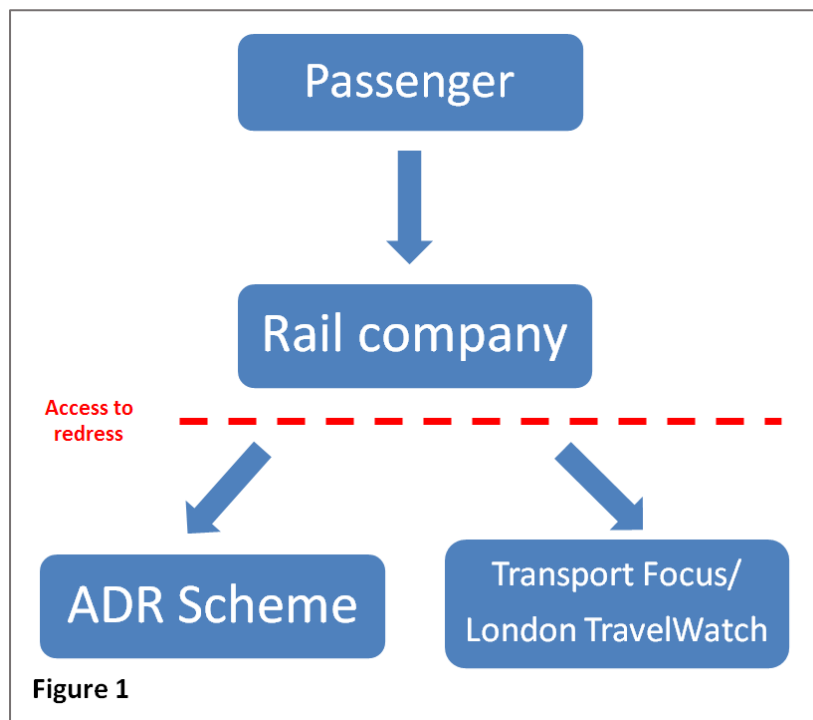 Passenger
Rail company
Access to
redress
ADR Scheme
Transport Focus/
London TravelWatch
Figure 1